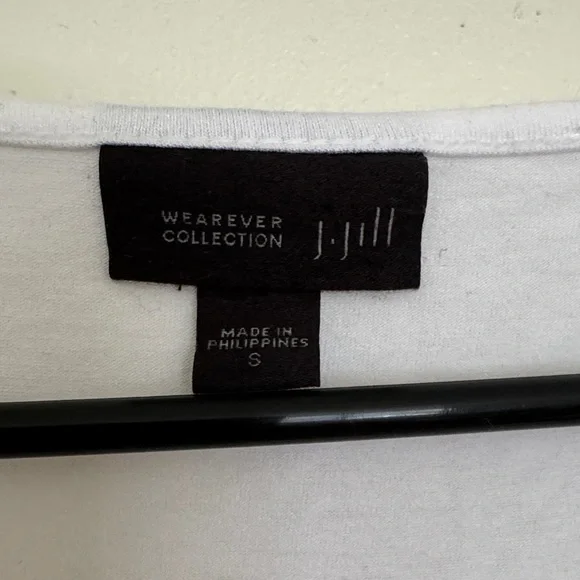 WEAREVER
COLLECTION
J.Jill
MADE IN
PHILIPPINES
S